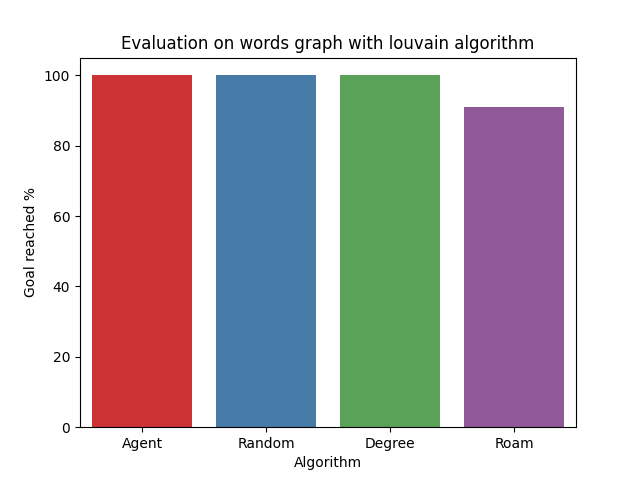 Evaluation on words graph with louvain algorithm
Goal reached %
100
80
60
40
20
0
Agent Random Degree Roam
Algorithm